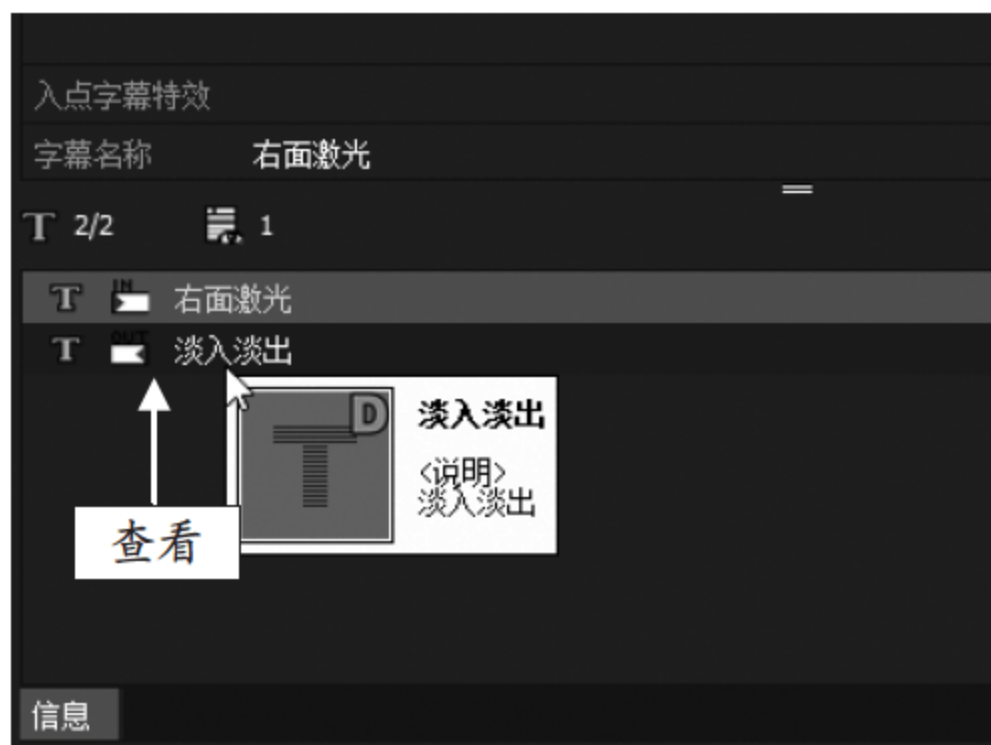 入点字幕特效
字幕名称 右面激光
T 2/2 1
T IN 右面激光
T OUT 淡入淡出
D
T
淡入淡出
<说明>
淡入淡出
查看
信息